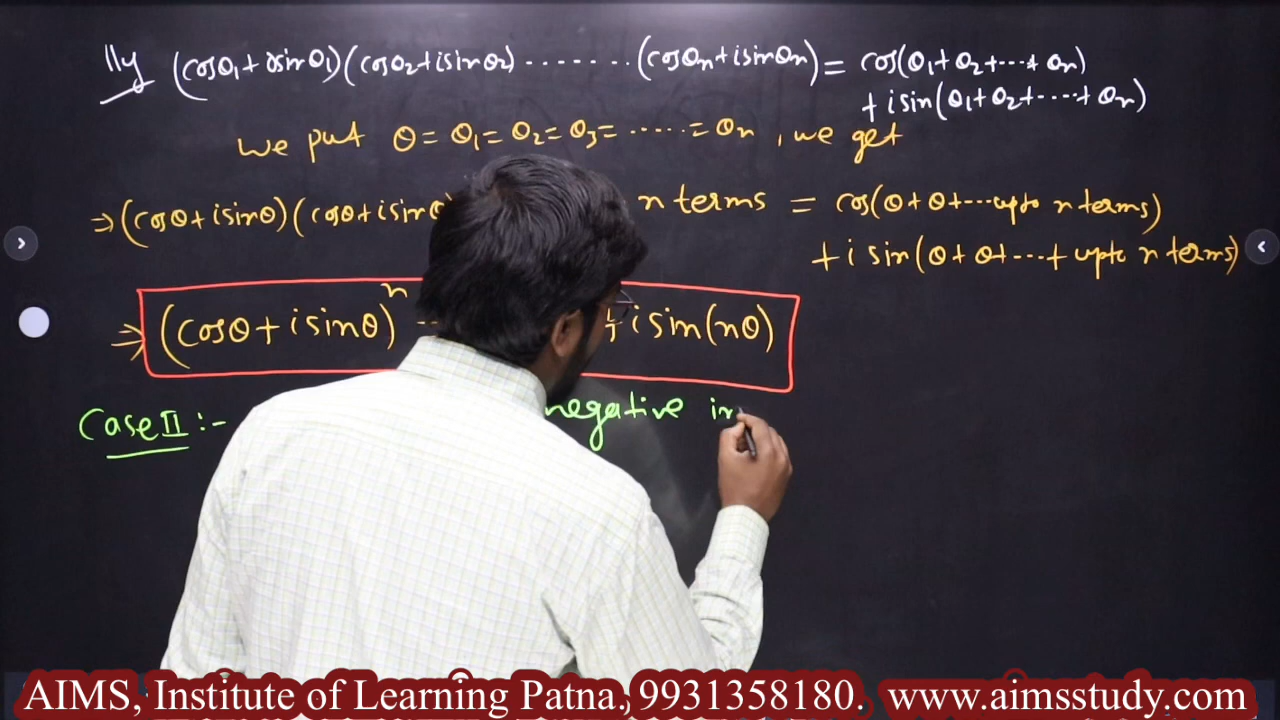 lly (cosθ₁+isinθ₁)(cosθ₂+isinθ₂)·······(cosθₙ+isinθₙ) = cos(θ₁+θ₂+····+θₙ)
+ isin(θ₁+θ₂+····+θₙ)
We put θ=θ₁=θ₂=θ₃=······=θₙ, we get
⇒(cosθ+isinθ)(cosθ+isinθ n terms = cos(θ+θ+···upto n terms)
+ i sin(θ+θ+···+ upto n terms)
⇒ (cosθ+isinθ)ⁿ + isin(nθ)
Case II :- negative in
AIMS, Institute of Learning Patna. 9931358180. www.aimsstudy.com